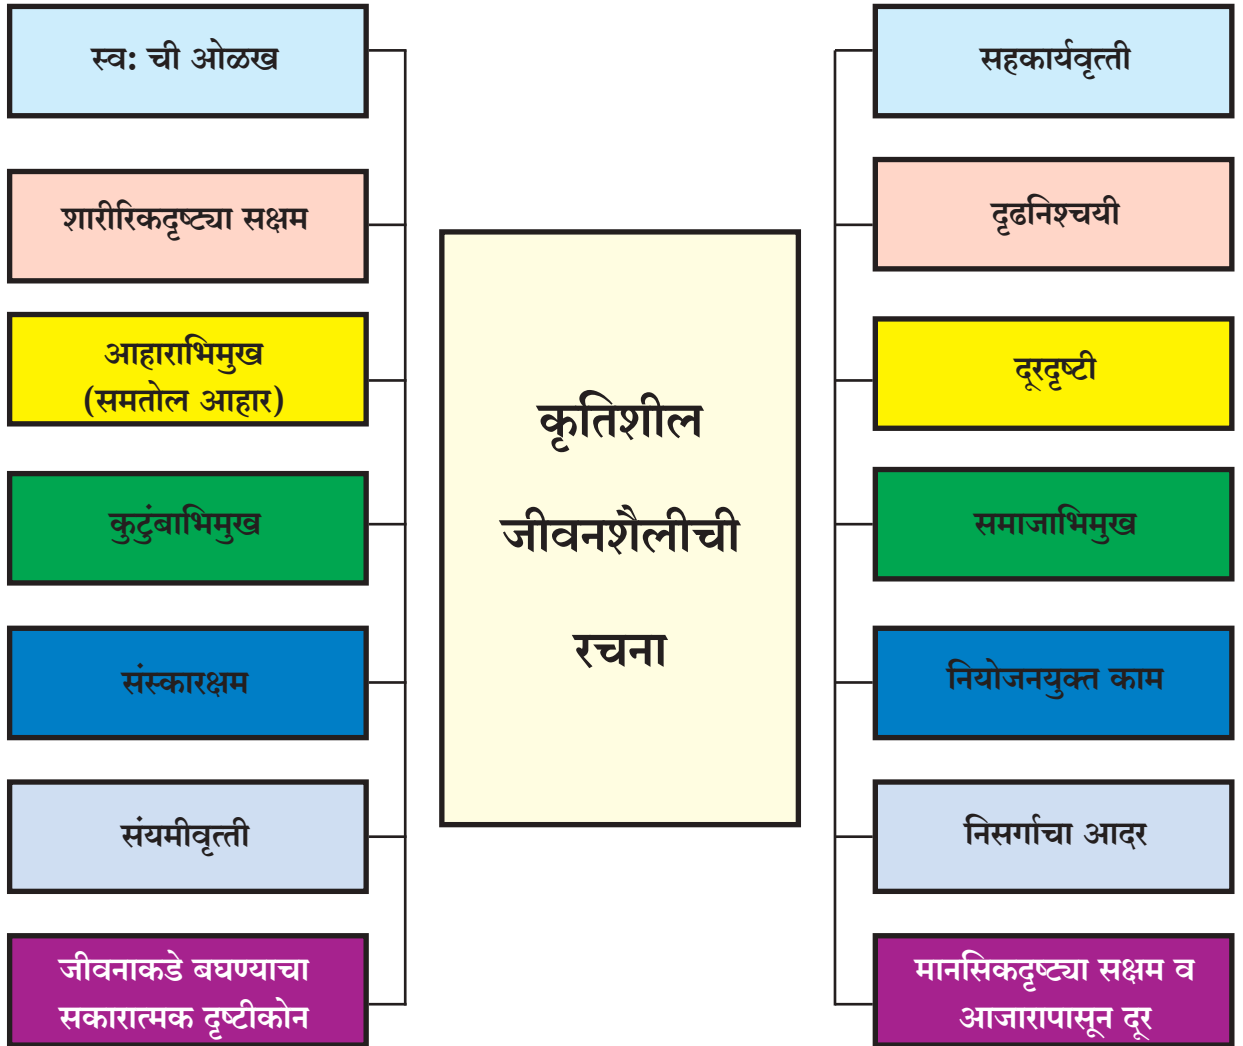 स्व: ची ओळख
शारीरिकदृष्ट्या सक्षम
आहाराभिमुख
(समतोल आहार)
कुटुंबाभिमुख
संस्कारक्षम
संयमीवृत्ती
जीवनाकडे बघण्याचा
सकारात्मक दृष्टीकोन
कृतिशील
जीवनशैलीची
रचना
सहकार्यवृत्ती
दृढनिश्चयी
दूरदृष्टी
समाजाभिमुख
नियोजनयुक्त काम
निसर्गाचा आदर
मानसिकदृष्ट्या सक्षम व
आजारापासून दूर